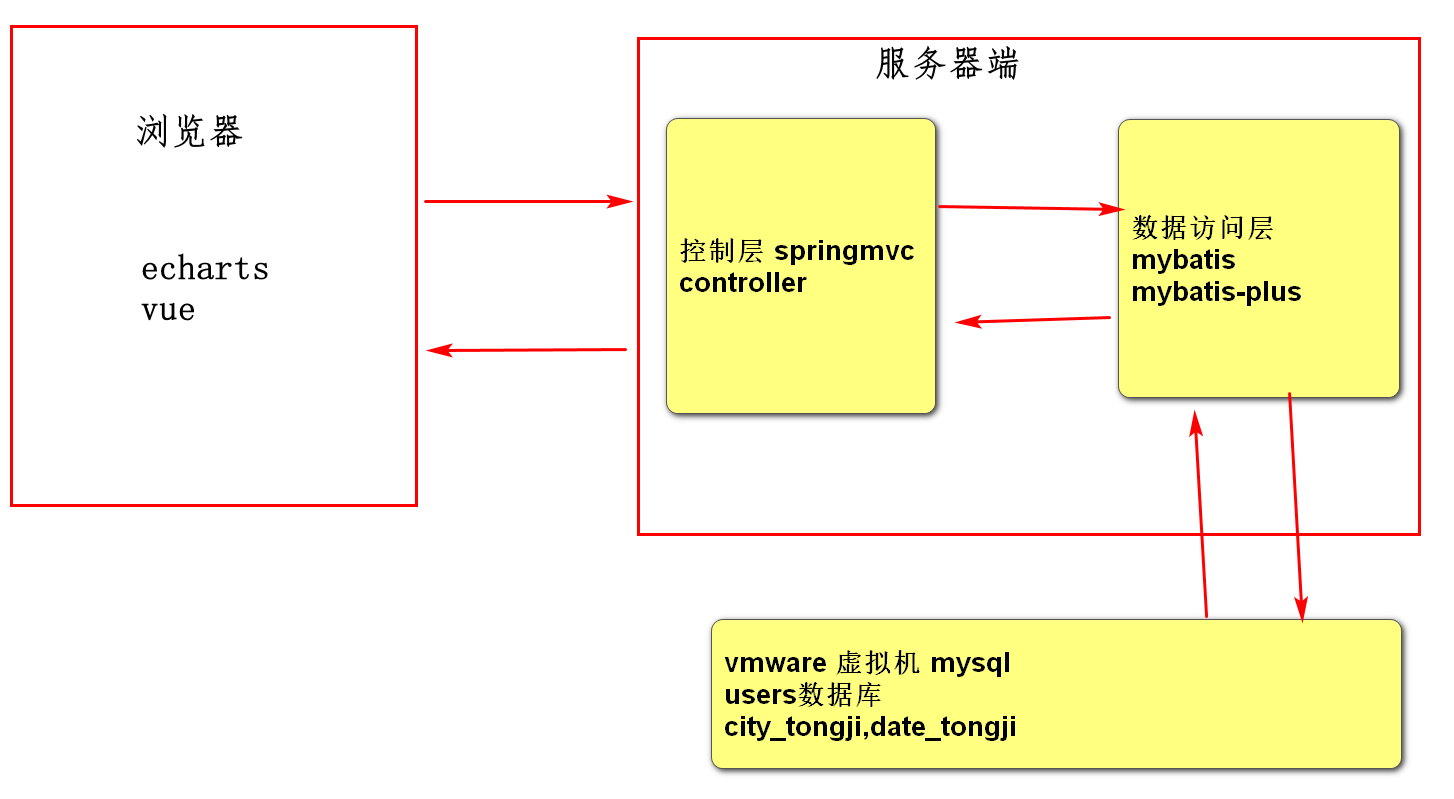 浏览器
echarts
vue
服务器端
控制层 springmvc
controller
数据访问层
mybatis
mybatis-plus
vmware 虚拟机 mysql
users数据库
city_tongji,date_tongji